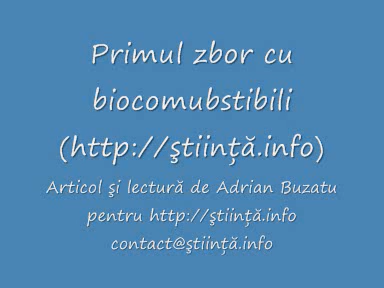 Primul zbor cu
biocomubstibili
(http://ştiinţă.info)
Articol şi lectură de Adrian Buzatu
pentru http://ştiinţă.info
contact@ştiinţă.info